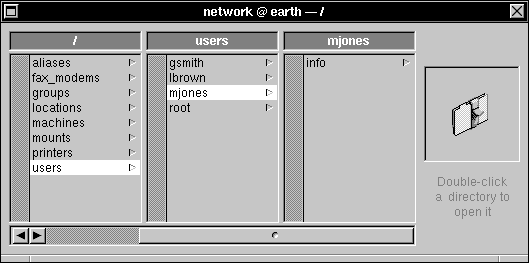 network @ earth — /
/
aliases
fax_modems
groups
locations
machines
mounts
printers
users
users
gsmith
lbrown
mjones
root
mjones
info
Double-click
a directory to
open it